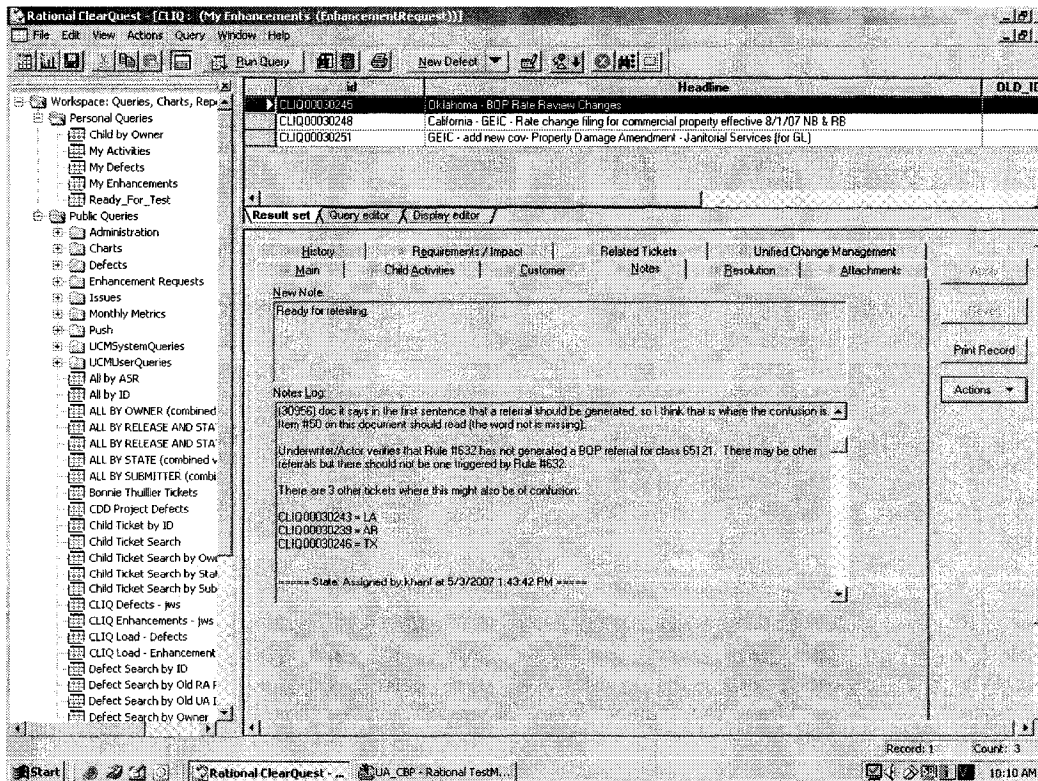 Rational ClearQuest - [CLIQ : (My Enhancements (EnhancementRequest))]
File Edit View Actions Query Window Help
Run Query New Defect
id Headline OLD_ID
CLIQ00030245 Oklahoma - BOP Rate Review Changes
CLIQ00030248 California - GEIC - Rate change filing for commercial property effective 8/1/07 NB & RB
CLIQ00030251 GEIC - add new cov- Property Damage Amendment - Janitorial Services (for GL)
Workspace: Queries, Charts, Rep
Personal Queries
Child by Owner
My Activities
My Defects
My Enhancements
Ready_For_Test
Public Queries
Administration
Charts
Defects
Enhancement Requests
Issues
Monthly Metrics
Push
UCMSystemQueries
UCMUserQueries
All by ASR
All by ID
ALL BY OWNER (combined
ALL BY RELEASE AND STA
ALL BY RELEASE AND STA
ALL BY STATE (combined v
ALL BY SUBMITTER (combi
Bonnie Thuillier Tickets
CDD Project Defects
Child Ticket by ID
Child Ticket Search
Child Ticket Search by Own
Child Ticket Search by Stat
Child Ticket Search by Sub
CLIQ Defects - jws
CLIQ Enhancements - jws
CLIQ Load - Defects
CLIQ Load - Enhancement
Defect Search by ID
Defect Search by Old RA
Defect Search by Old UA I
Defect Search by Owner
Result set Query editor Display editor
History Requirements / Impact Related Tickets Unified Change Management
Main Child Activities Customer Notes Resolution Attachments
Apply
Revert
Print Record
Actions
New Note:
Ready for retesting.
Notes Log:
(30956) doc it says in the first sentence that a referral should be generated, so I think that is where the confusion is.
Item #50 on this document should read (the word not is missing):
Underwriter/Actor verifies that Rule #632 has not generated a BOP referral for class 65121. There may be other
referrals but there should not be one triggered by Rule #632.
There are 3 other tickets where this might also be of confusion:
CLIQ00030243 = LA
CLIQ00030239 = AR
CLIQ00030246 = TX
===== State: Assigned by: at 5/3/2007 1:43:42 PM =====
Record: 1 Count: 3
Start Rational ClearQuest - ... UA_CBP - Rational TestM... 10:10 AM